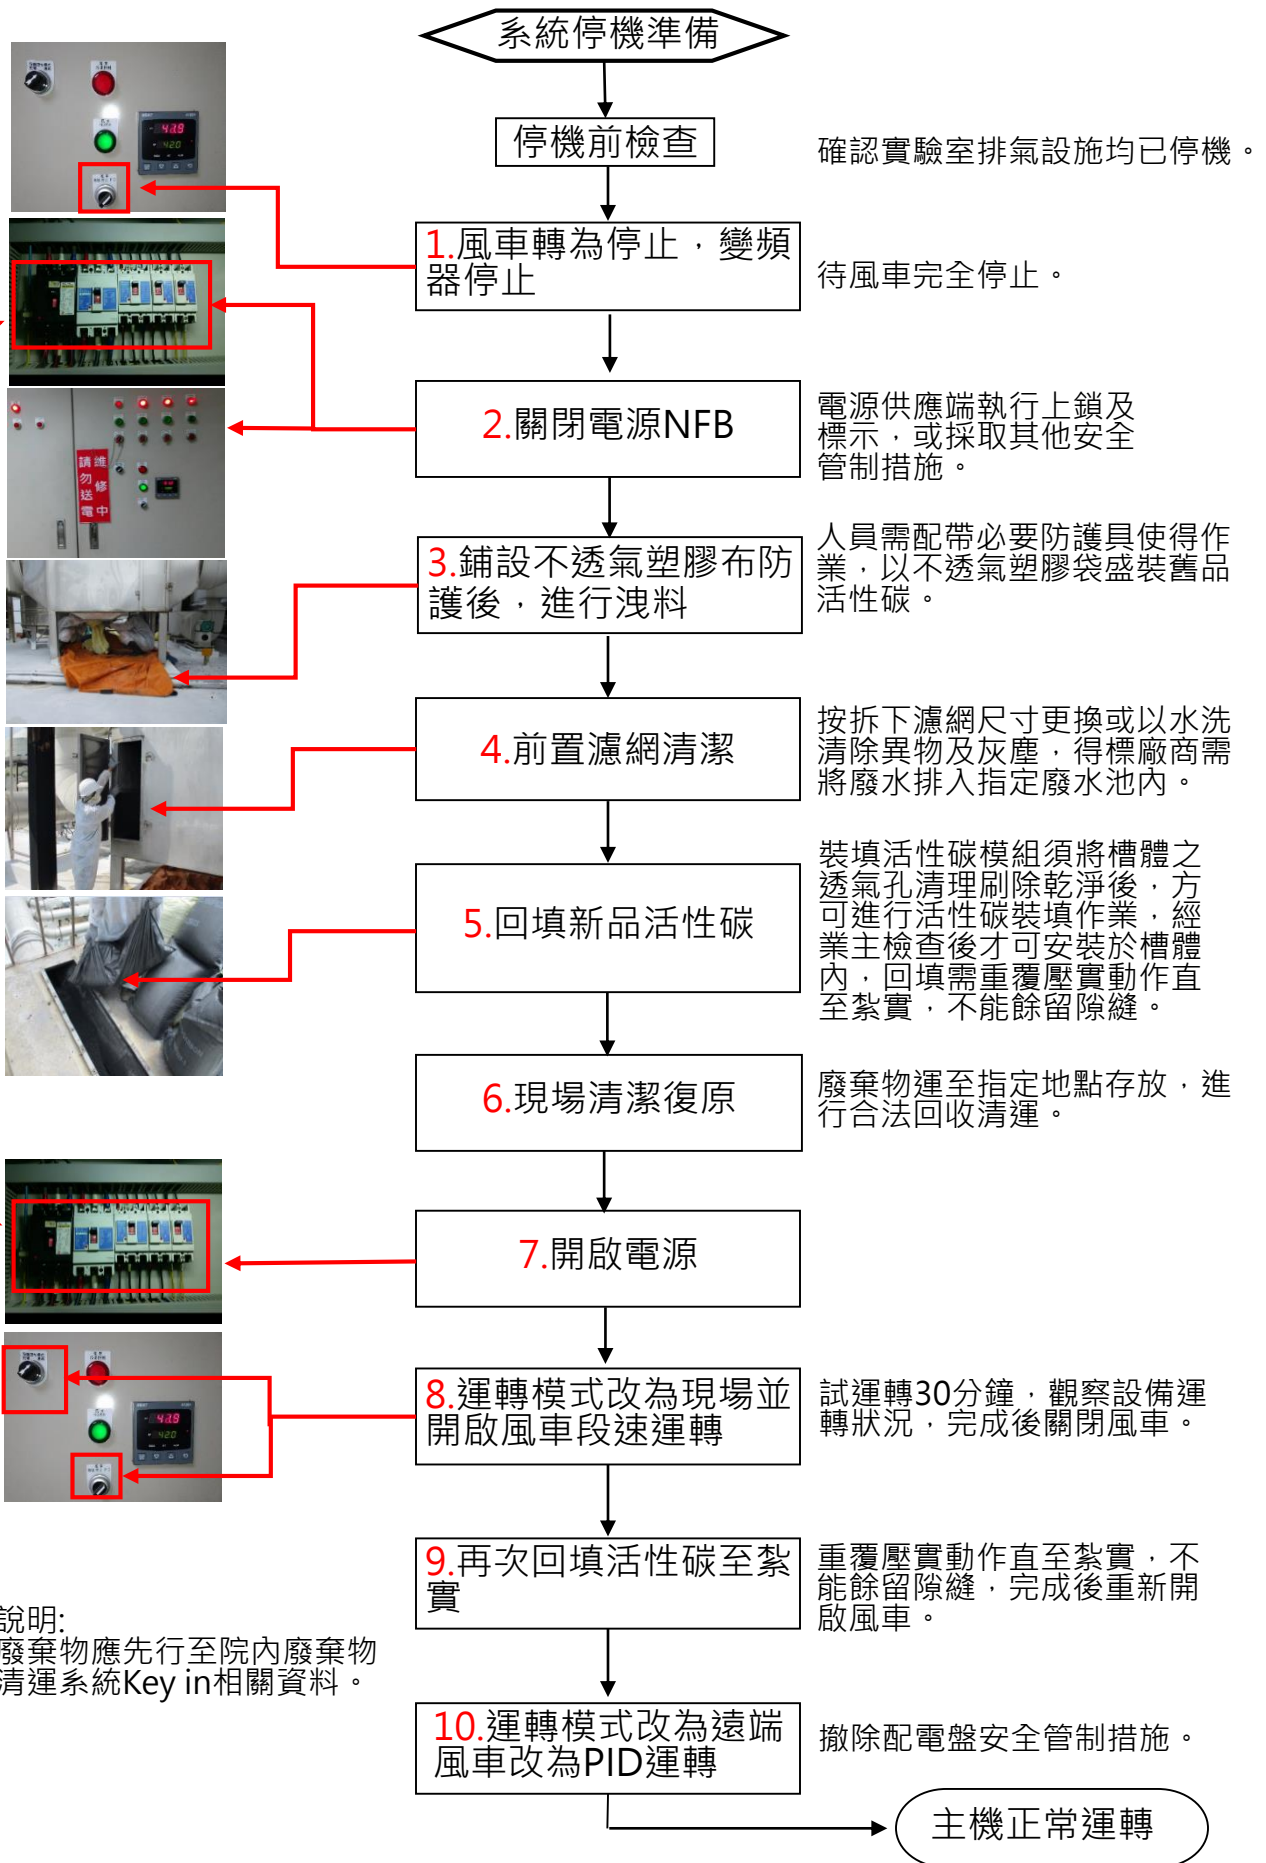 系統停機準備
停機前檢查
確認實驗室排氣設施均已停機。
1.風車轉為停止，變頻
器停止
待風車完全停止。
2.關閉電源NFB
電源供應端執行上鎖及
標示，或採取其他安全
管制措施。
維修中
請勿送電
3.鋪設不透氣塑膠布防
護後，進行洩料
人員需配帶必要防護具使得作
業，以不透氣塑膠袋盛裝舊品
活性碳。
4.前置濾網清潔
按拆下濾網尺寸更換或以水洗
清除異物及灰塵，得標廠商需
將廢水排入指定廢水池內。
5.回填新品活性碳
裝填活性碳模組須將槽體之
透氣孔清理刷除乾淨後，方
可進行活性碳裝填作業，經
業主檢查後才可安裝於槽體
內，回填需重覆壓實動作直
至紮實，不能餘留隙縫。
6.現場清潔復原
廢棄物運至指定地點存放，進
行合法回收清運。
7.開啟電源
8.運轉模式改為現場並
開啟風車段速運轉
試運轉30分鐘，觀察設備運
轉狀況，完成後關閉風車。
9.再次回填活性碳至紮
實
重覆壓實動作直至紮實，不
能餘留隙縫，完成後重新開
啟風車。
說明:
廢棄物應先行至院內廢棄物
清運系統Key in相關資料。
10.運轉模式改為遠端
風車改為PID運轉
撤除配電盤安全管制措施。
主機正常運轉